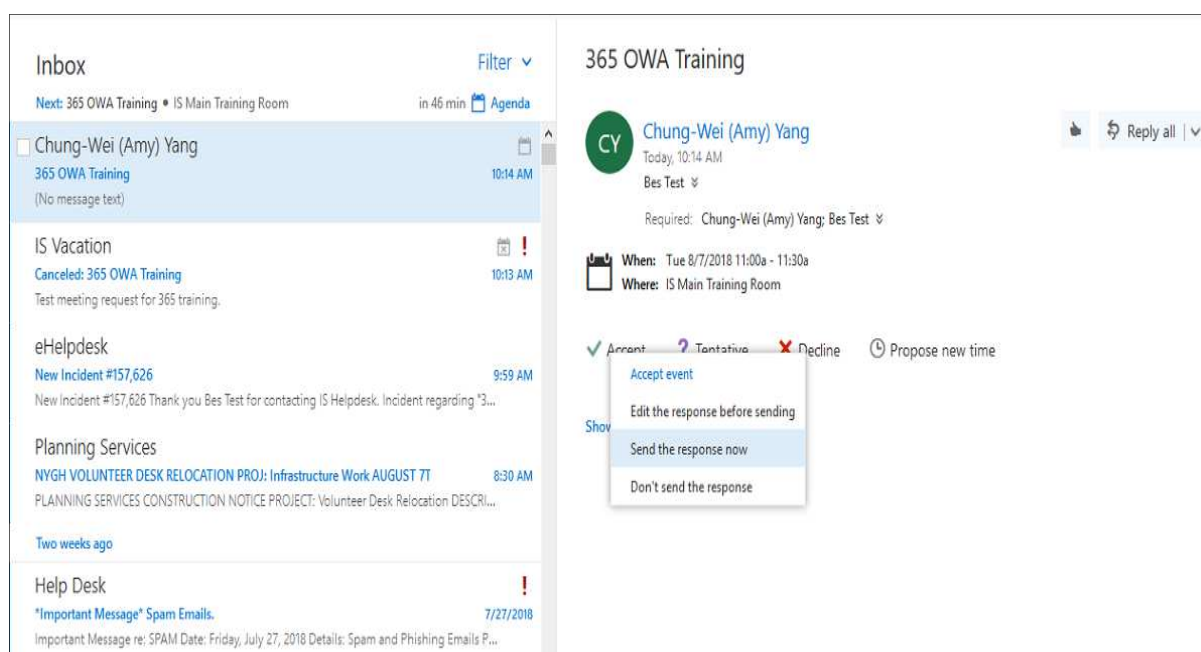 Inbox
Filter
Next: 365 OWA Training • IS Main Training Room in 46 min Agenda
Chung-Wei (Amy) Yang
365 OWA Training 10:14 AM
(No message text)
IS Vacation
Canceled: 365 OWA Training 10:13 AM
Test meeting request for 365 training.
eHelpdesk
New Incident #157,626 9:59 AM
New Incident #157,626 Thank you Bes Test for contacting IS Helpdesk. Incident regarding "3...
Planning Services
NYGH VOLUNTEER DESK RELOCATION PROJ: Infrastructure Work AUGUST 7T 8:30 AM
PLANNING SERVICES CONSTRUCTION NOTICE PROJECT: Volunteer Desk Relocation DESCRI...
Two weeks ago
Help Desk
*Important Message* Spam Emails. 7/27/2018
Important Message re: SPAM Date: Friday, July 27, 2018 Details: Spam and Phishing Emails P...
365 OWA Training
CY
Chung-Wei (Amy) Yang
Reply all
Today, 10:14 AM
Bes Test
Required: Chung-Wei (Amy) Yang; Bes Test
When: Tue 8/7/2018 11:00a - 11:30a
Where: IS Main Training Room
Accept Tentative Decline Propose new time
Accept event
Edit the response before sending
Show
Send the response now
Don't send the response